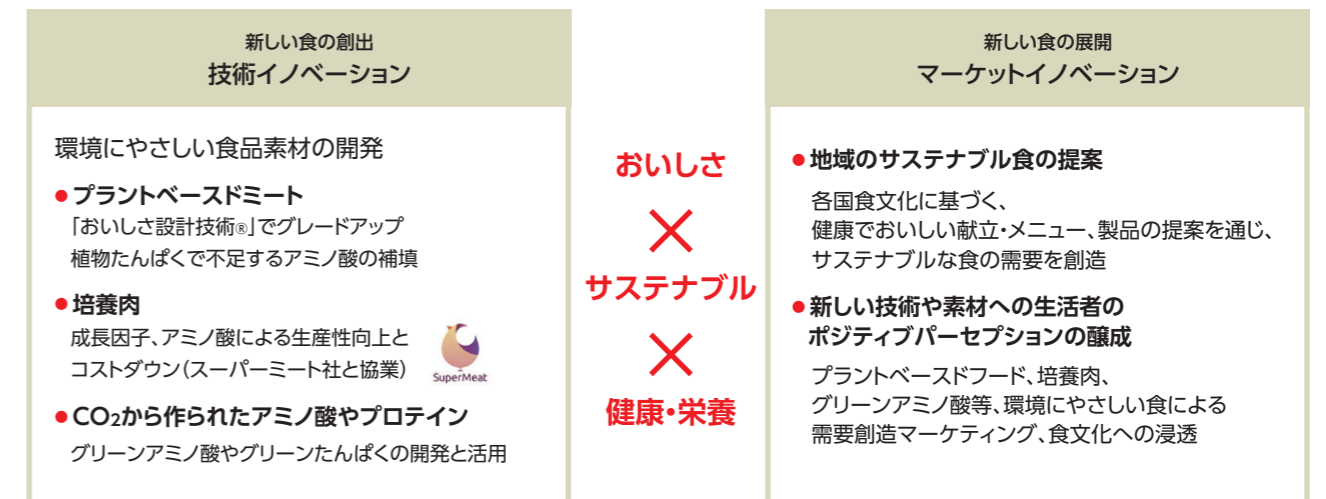 新しい食の創出
技術イノベーション
環境にやさしい食品素材の開発
● プラントベースドミート
「おいしさ設計技術®」でグレードアップ
植物たんぱくで不足するアミノ酸の補填
● 培養肉
成長因子、アミノ酸による生産性向上と
コストダウン（スーパーミート社と協業）
SuperMeat
● CO₂から作られたアミノ酸やプロテイン
グリーンアミノ酸やグリーンたんぱくの開発と活用
おいしさ
×
サステナブル
×
健康・栄養
新しい食の展開
マーケットイノベーション
● 地域のサステナブル食の提案
各国食文化に基づく、
健康でおいしい献立・メニュー、製品の提案を通じ、
サステナブルな食の需要を創造
● 新しい技術や素材への生活者の
ポジティブパーセプションの醸成
プラントベースドフード、培養肉、
グリーンアミノ酸等、環境にやさしい食による
需要創造マーケティング、食文化への浸透